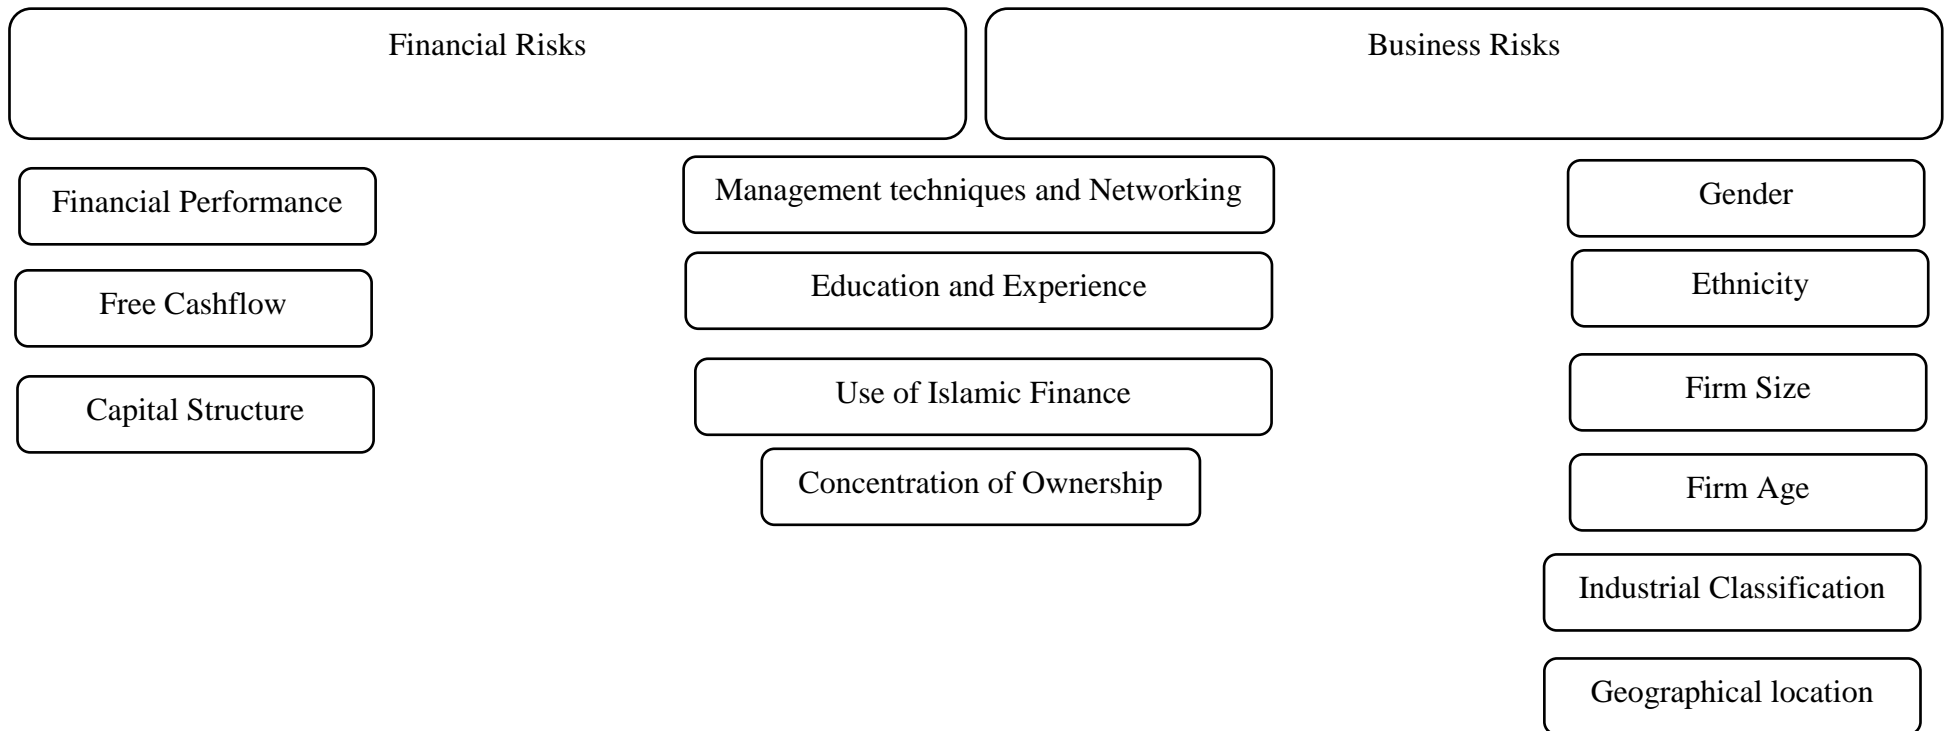 Financial Risks
Business Risks
Financial Performance
Free Cashflow
Capital Structure
Management techniques and Networking
Education and Experience
Use of Islamic Finance
Concentration of Ownership
Gender
Ethnicity
Firm Size
Firm Age
Industrial Classification
Geographical location